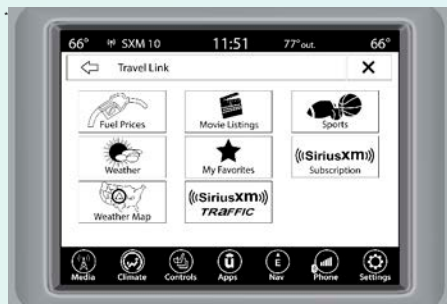 66° SXM 10 11:51 77°out. 66°
Travel Link
Fuel Prices Movie Listings Sports
Weather My Favorites ((SiriusXM)) Subscription
Weather Map ((SiriusXM)) TRAFFIC
Media Climate Controls Apps Nav Phone Settings